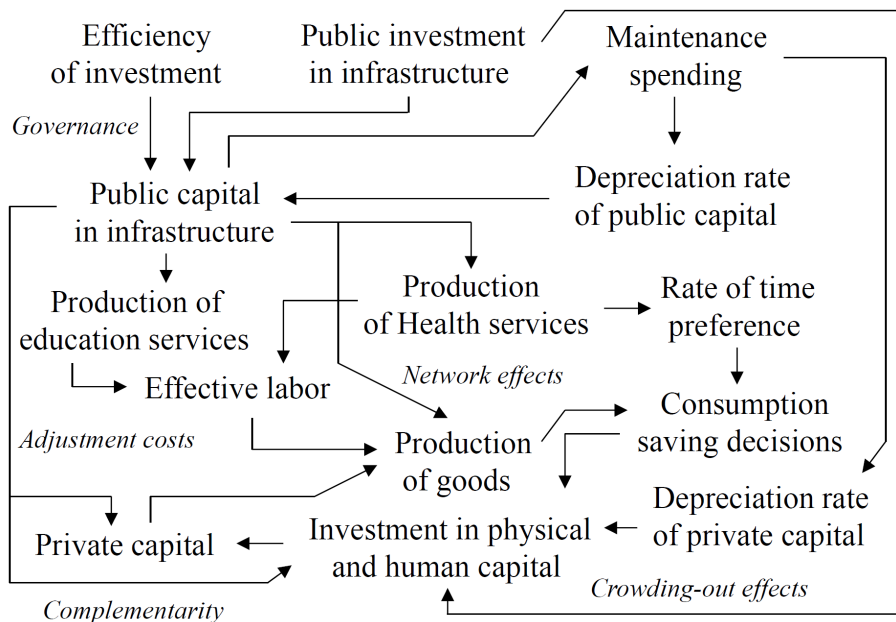 Efficiency
of investment
Public investment
in infrastructure
Maintenance
spending
Governance
Public capital
in infrastructure
Depreciation rate
of public capital
Production of
education services
Production
of Health services
Rate of time
preference
Effective labor
Network effects
Consumption
saving decisions
Adjustment costs
Production
of goods
Depreciation rate
of private capital
Private capital
Investment in physical
and human capital
Crowding-out effects
Complementarity